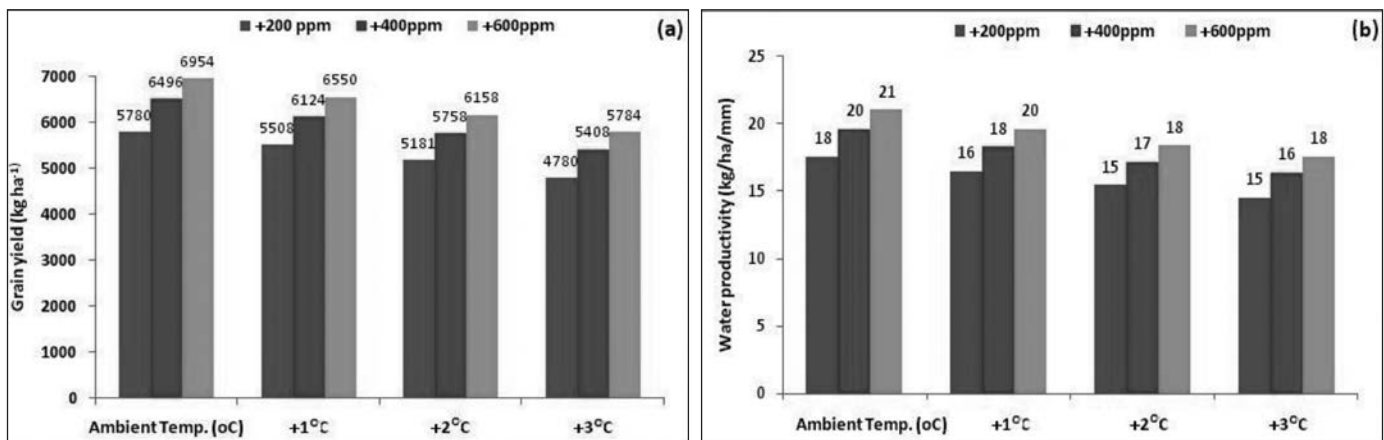 +200 ppm +400ppm +600ppm (a)
Grain yield (kg ha-1)
7000
6000
5000
4000
3000
2000
1000
0
5780 6496 6954
5508 6124 6550
5181 5758 6158
4780 5408 5784
Ambient Temp. (oC) +1°C +2°C +3°C
+200ppm +400ppm +600ppm (b)
Water productivity (kg/ha/mm)
25
20
15
10
5
0
18 20 21
16 18 20
15 17 18
15 16 18
Ambient Temp. (oC) +1°C +2°C +3°C